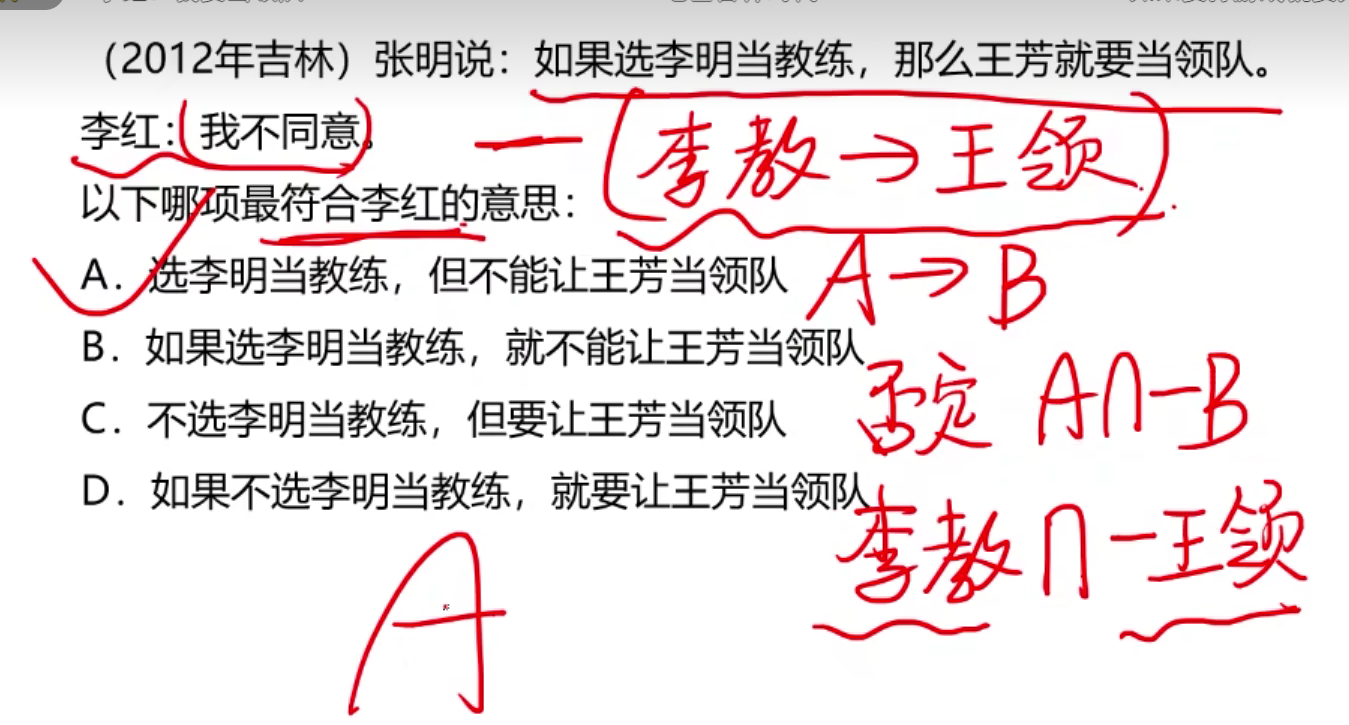 （2012年吉林）张明说：如果选李明当教练，那么王芳就要当领队。
李红：我不同意。
－（李教→王领）
以下哪项最符合李红的意思：
A．选李明当教练，但不能让王芳当领队
A→B
B．如果选李明当教练，就不能让王芳当领队
否定 A∩－B
C．不选李明当教练，但要让王芳当领队
D．如果不选李明当教练，就要让王芳当领队
李教∩－王领
A